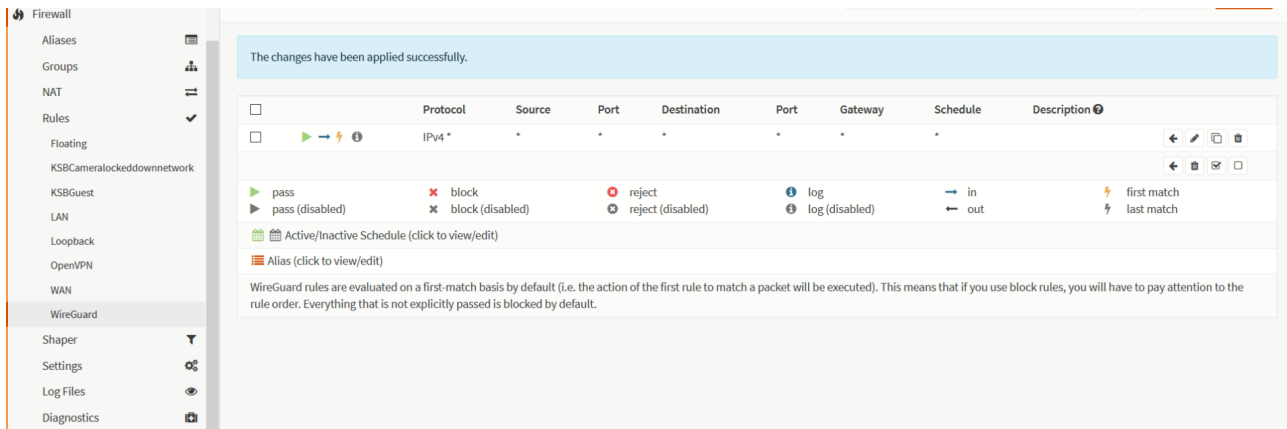 Firewall
Aliases
Groups
NAT
Rules
Floating
KSBCameralockeddownnetwork
KSBGuest
LAN
Loopback
OpenVPN
WAN
WireGuard
Shaper
Settings
Log Files
Diagnostics
The changes have been applied successfully.
Protocol Source Port Destination Port Gateway Schedule Description
IPv4 * * * * * * *
pass block reject log in first match
pass (disabled) block (disabled) reject (disabled) log (disabled) out last match
Active/Inactive Schedule (click to view/edit)
Alias (click to view/edit)
WireGuard rules are evaluated on a first-match basis by default (i.e. the action of the first rule to match a packet will be executed). This means that if you use block rules, you will have to pay attention to the
rule order. Everything that is not explicitly passed is blocked by default.